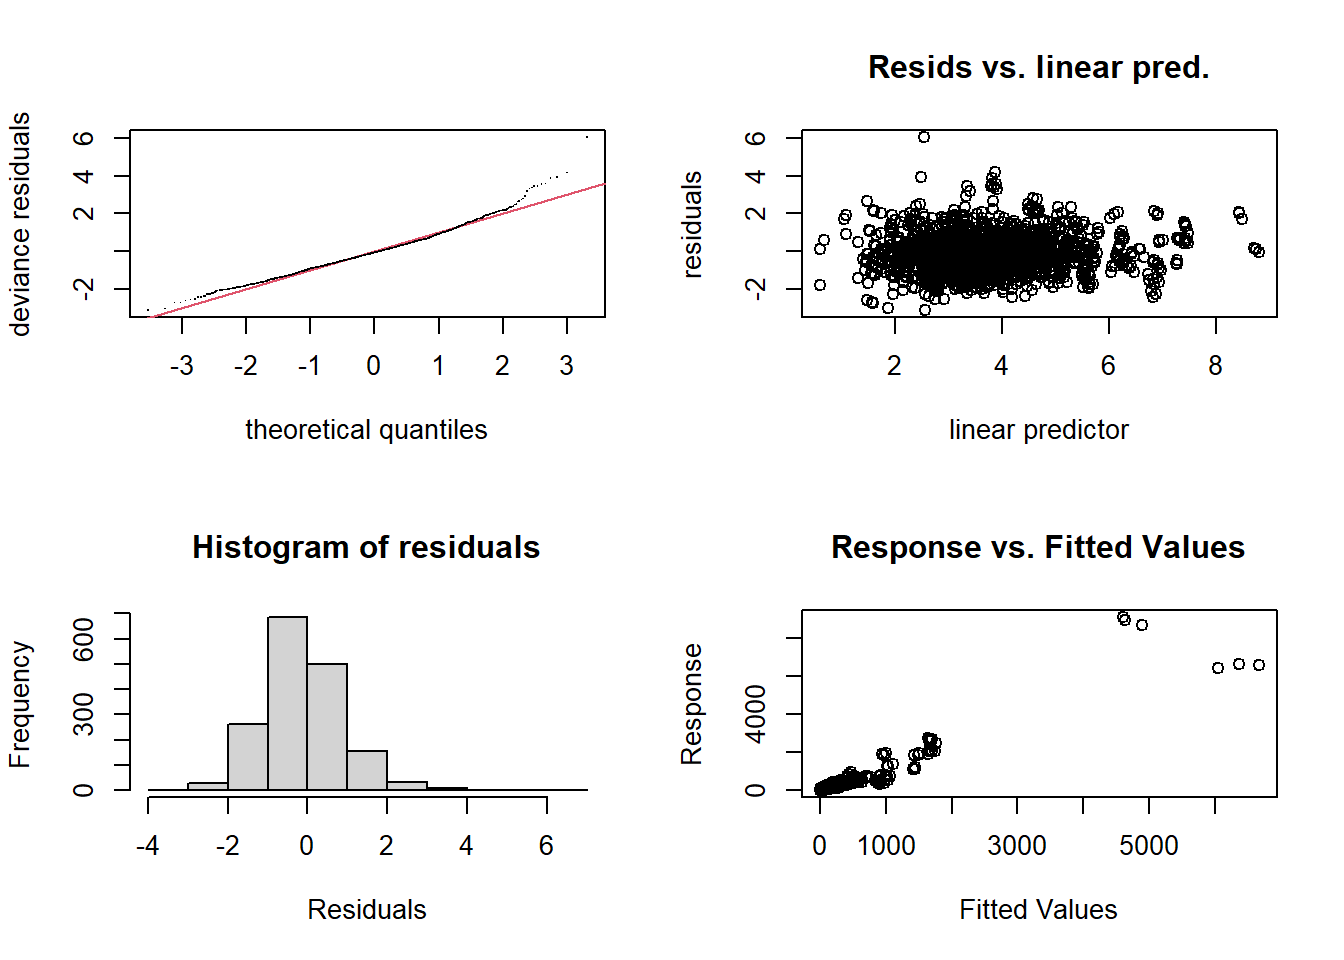 deviance residuals
6
4
2
-2
-3 -2 -1 0 1 2 3
theoretical quantiles
Resids vs. linear pred.
residuals
6
4
2
-2
2 4 6 8
linear predictor
Histogram of residuals
Frequency
600
300
0
-4 -2 0 2 4 6
Residuals
Response vs. Fitted Values
Response
4000
0
0 1000 3000 5000
Fitted Values